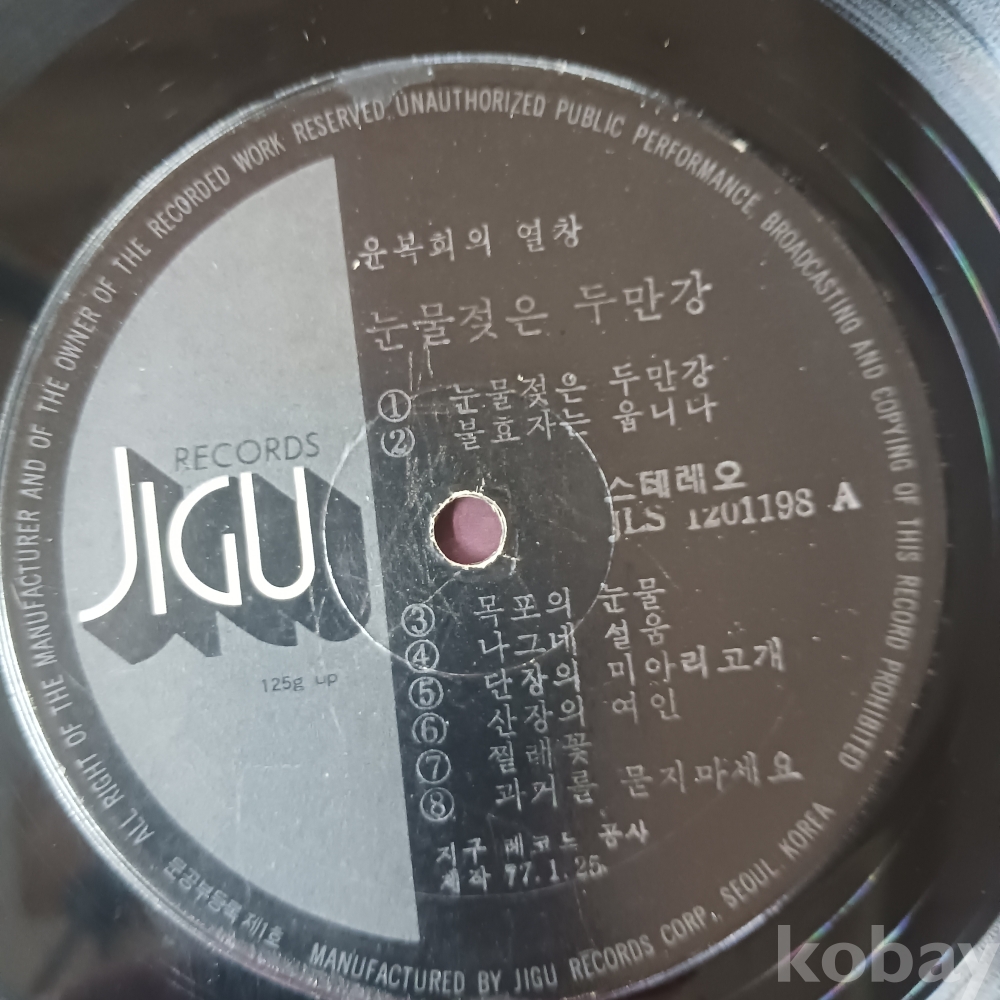 ALL RIGHT OF THE MANUFACTURER AND OF THE OWNER OF THE RECORDED WORK RESERVED. UNAUTHORIZED PUBLIC PERFORMANCE, BROADCASTING AND COPYING OF THIS RECORD PROHIBITED
윤복희의 열창
눈물젖은 두만강
① 눈물젖은 두만강
② 불효자는 웁니다
스테레오
JLS 1201198 A
RECORDS
JIGU
125g up
③ 목포의 눈물
④ 나그네 설움
⑤ 단장의 미아리고개
⑥ 산장의 여인
⑦ 찔레꽃
⑧ 과거를 묻지마세요
지구 레코드 공사
제작 77.1.25.
문공부등록 제1호
MANUFACTURED BY JIGU RECORDS CORP., SEOUL, KOREA
kobay